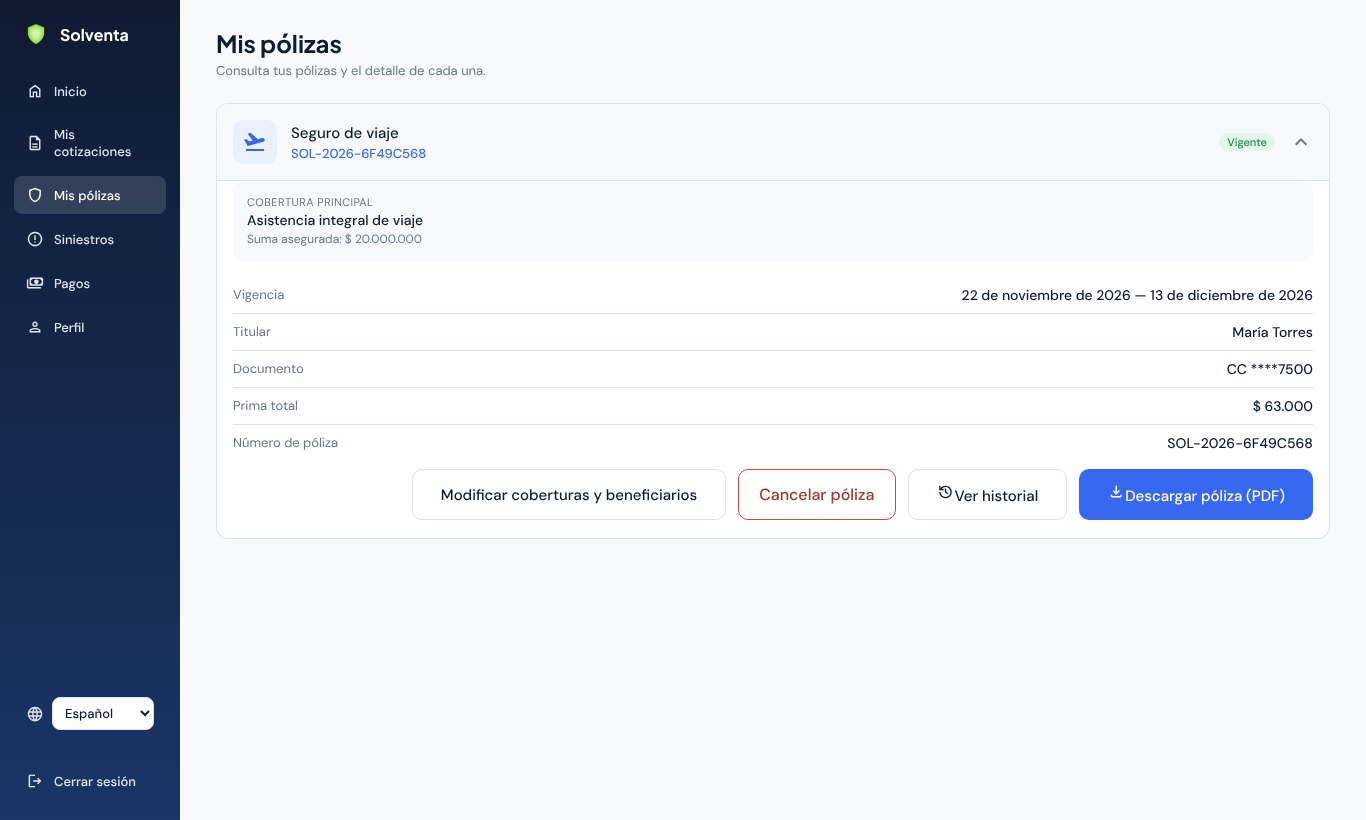 Solventa
Inicio
Mis
cotizaciones
Mis pólizas
Siniestros
Pagos
Perfil
Español
Cerrar sesión
Mis pólizas
Consulta tus pólizas y el detalle de cada una.
Seguro de viaje
SOL-2026-6F49C568
Vigente
COBERTURA PRINCIPAL
Asistencia integral de viaje
Suma asegurada: $ 20.000.000
Vigencia 22 de noviembre de 2026 — 13 de diciembre de 2026
Titular María Torres
Documento CC ****7500
Prima total $ 63.000
Número de póliza SOL-2026-6F49C568
Modificar coberturas y beneficiarios Cancelar póliza Ver historial Descargar póliza (PDF)